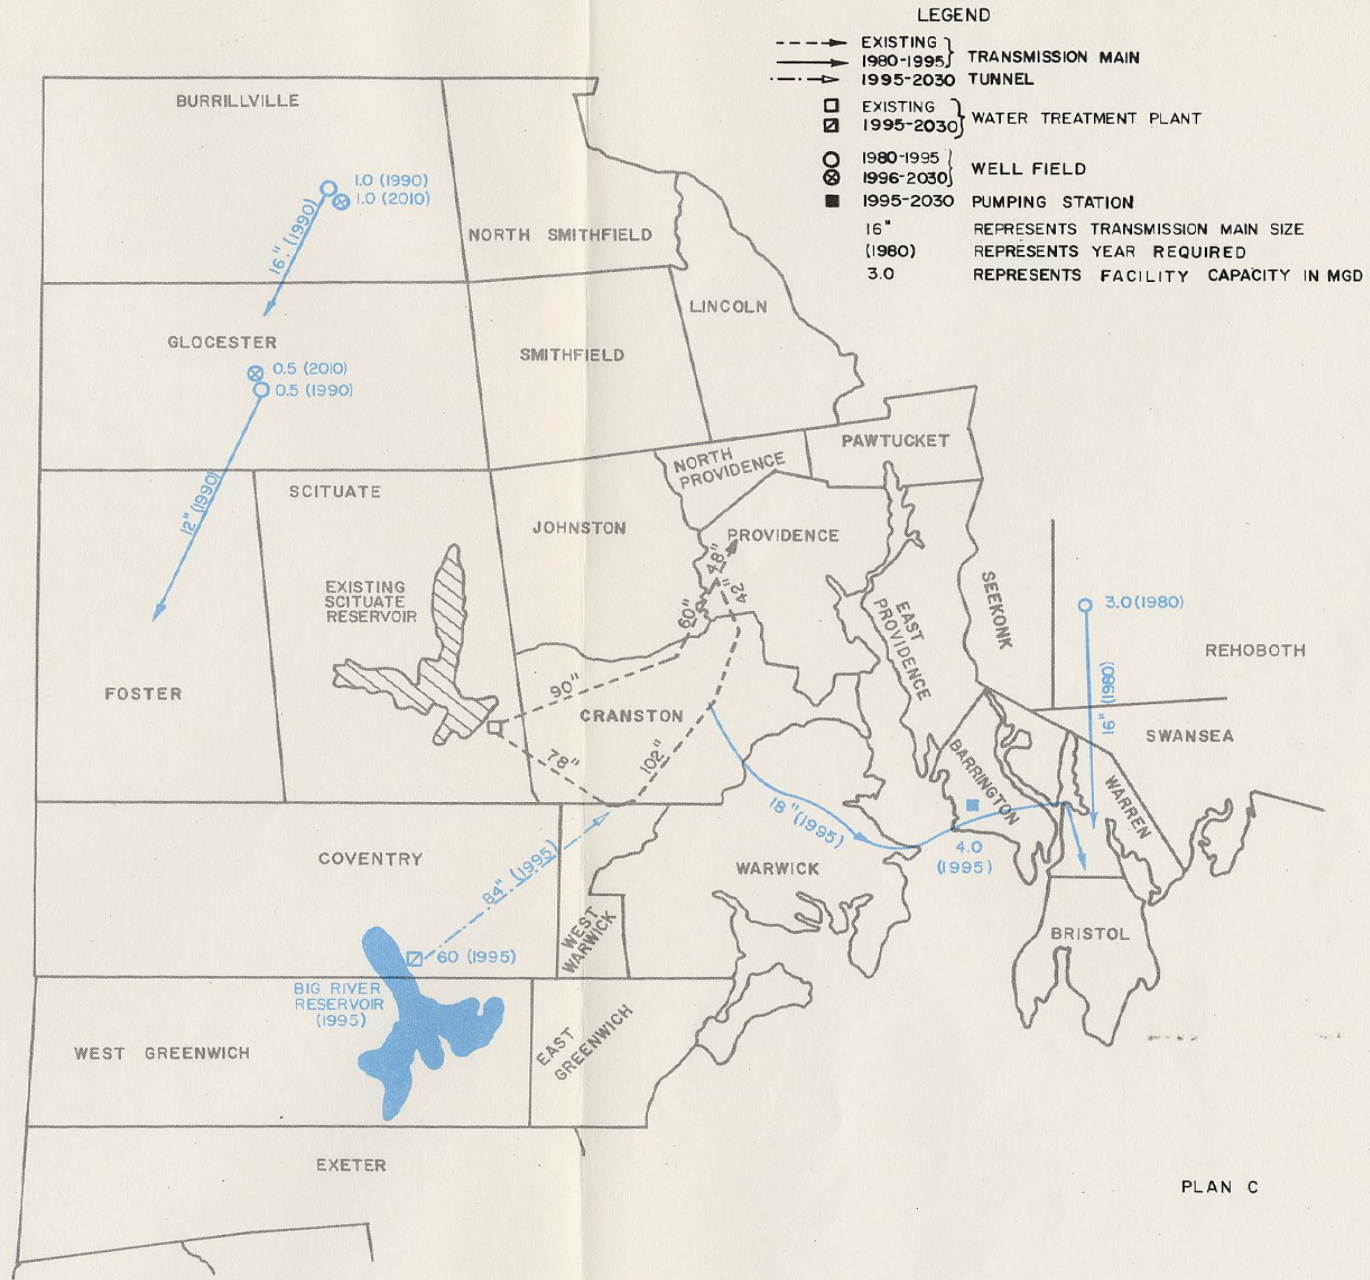 LEGEND
EXISTING
1980-1995
TRANSMISSION MAIN
1995-2030 TUNNEL
EXISTING
1995-2030
WATER TREATMENT PLANT
1980-1995
1996-2030
WELL FIELD
1995-2030 PUMPING STATION
16" REPRESENTS TRANSMISSION MAIN SIZE
(1980) REPRESENTS YEAR REQUIRED
3.0 REPRESENTS FACILITY CAPACITY IN MGD
BURRILLVILLE
1.0 (1990)
1.0 (2010)
16" (1990)
NORTH SMITHFIELD
LINCOLN
GLOCESTER
SMITHFIELD
0.5 (2010)
0.5 (1990)
12" (1990)
PAWTUCKET
NORTH
PROVIDENCE
SCITUATE
JOHNSTON
PROVIDENCE
48"
42"
60"
EXISTING
SCITUATE
RESERVOIR
EAST
PROVIDENCE
SEEKONK
3.0 (1980)
REHOBOTH
16" (1980)
FOSTER
90"
CRANSTON
78"
102"
SWANSEA
BARRINGTON
WARREN
18" (1995)
4.0
(1995)
COVENTRY
84" (1995)
WARWICK
WEST
WARWICK
BRISTOL
60 (1995)
BIG RIVER
RESERVOIR
(1995)
WEST GREENWICH
EAST
GREENWICH
EXETER
PLAN C